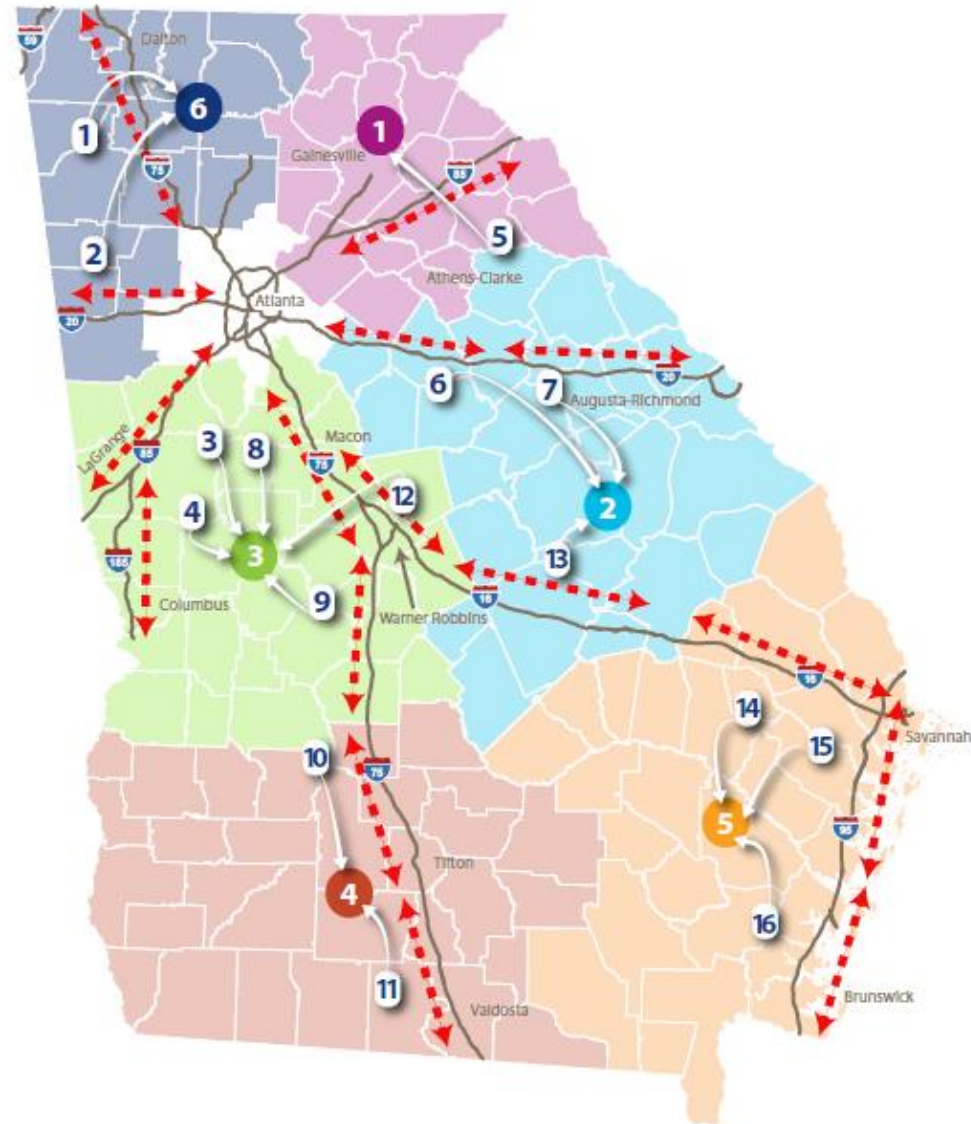 59
Dalton
6
1
1
Gainesville
75
85
2
5
Athens-Clarke
Atlanta
20
6
7
20
Augusta-Richmond
LaGrange
Macon
3
8
85
75
12
4
2
3
13
185
9
16
Columbus
Warner Robbins
16
14
Savannah
10
15
75
5
95
Tifton
4
16
11
Valdosta
Brunswick